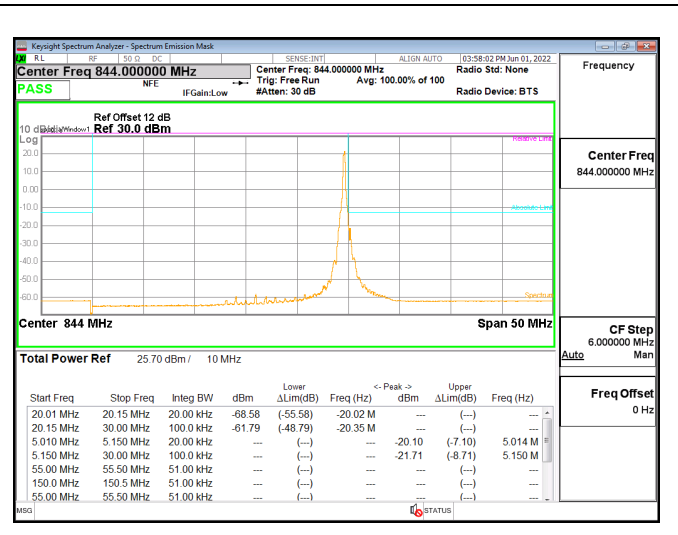 Keysight Spectrum Analyzer - Spectrum Emission Mask
RL RF 50 Ω DC SENSE:INT ALIGN AUTO 03:58:02 PM Jun 01, 2022
Center Freq 844.000000 MHz
PASS
NFE
IFGain:Low
Center Freq: 844.000000 MHz
Trig: Free Run Avg: 100.00% of 100
#Atten: 30 dB
Radio Std: None
Radio Device: BTS
Ref Offset 12 dB
Ref 30.0 dBm
10 dB/
Window1
Log
Relative Limit
20.0
10.0
0.00
-10.0
-20.0
-30.0
-40.0
-50.0
-60.0
Absolute Limit
Spectrum
Center 844 MHz
Span 50 MHz
Total Power Ref 25.70 dBm / 10 MHz
Lower <- Peak -> Upper
Start Freq Stop Freq Integ BW dBm ΔLim(dB) Freq (Hz) dBm ΔLim(dB) Freq (Hz)
20.01 MHz 20.15 MHz 20.00 kHz -68.58 (-55.58) -20.02 M --- (---) ---
20.15 MHz 30.00 MHz 100.0 kHz -61.79 (-48.79) -20.35 M --- (---) ---
5.010 MHz 5.150 MHz 20.00 kHz --- (---) --- -20.10 (-7.10) 5.014 M
5.150 MHz 30.00 MHz 100.0 kHz --- (---) --- -21.71 (-8.71) 5.150 M
55.00 MHz 55.50 MHz 51.00 kHz --- (---) --- --- (---) ---
150.0 MHz 150.5 MHz 51.00 kHz --- (---) --- --- (---) ---
55.00 MHz 55.50 MHz 51.00 kHz --- (---) --- --- (---) ---
MSG
STATUS
Frequency
Center Freq
844.000000 MHz
CF Step
6.000000 MHz
Auto Man
Freq Offset
0 Hz